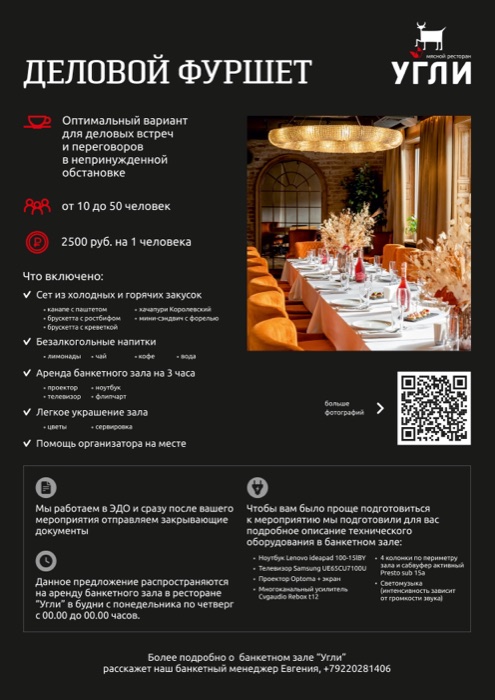 мясной ресторан
УГЛИ
ДЕЛОВОЙ ФУРШЕТ
Оптимальный вариант
для деловых встреч
и переговоров
в непринужденной
обстановке
от 10 до 50 человек
2500 руб. на 1 человека
Что включено:
Сет из холодных и горячих закусок
• канапе с паштетом
• брускетта с ростбифом
• брускетта с креветкой
• хачапури Королевский
• мини-сэндвич с форелью
Безалкогольные напитки
• лимонады • чай • кофе • вода
Аренда банкетного зала на 3 часа
• проектор • ноутбук
• телевизор • флипчарт
Легкое украшение зала
• цветы • сервировка
Помощь организатора на месте
больше
фотографий
Мы работаем в ЭДО и сразу после вашего
мероприятия отправляем закрывающие
документы
Данное предложение распространяются
на аренду банкетного зала в ресторане
“Угли” в будни с понедельника по четверг
с 00.00 до 00.00 часов.
Чтобы вам было проще подготовиться
к мероприятию мы подготовили для вас
подробное описание технического
оборудования в банкетном зале:
• Ноутбук Lenovo ideapad 100-15IBY
• Телевизор Samsung UE65CU7100U
• Проектор Optoma + экран
• Многоканальный усилитель
Cvgaudio Rebox t12
• 4 колонки по периметру
зала и сабвуфер активный
Presto sub 15a
• Светомузыка
(интенсивность зависит
от громкости звука)
Более подробно о банкетном зале “Угли”
расскажет наш банкетный менеджер Евгения, +79220281406